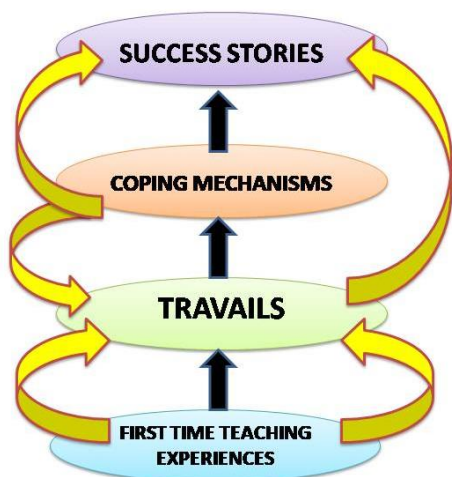 SUCCESS STORIES
COPING MECHANISMS
TRAVAILS
FIRST TIME TEACHING
EXPERIENCES